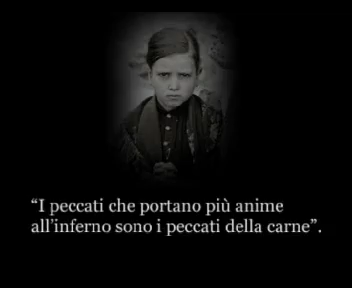 “I peccati che portano più anime
all’inferno sono i peccati della carne”.